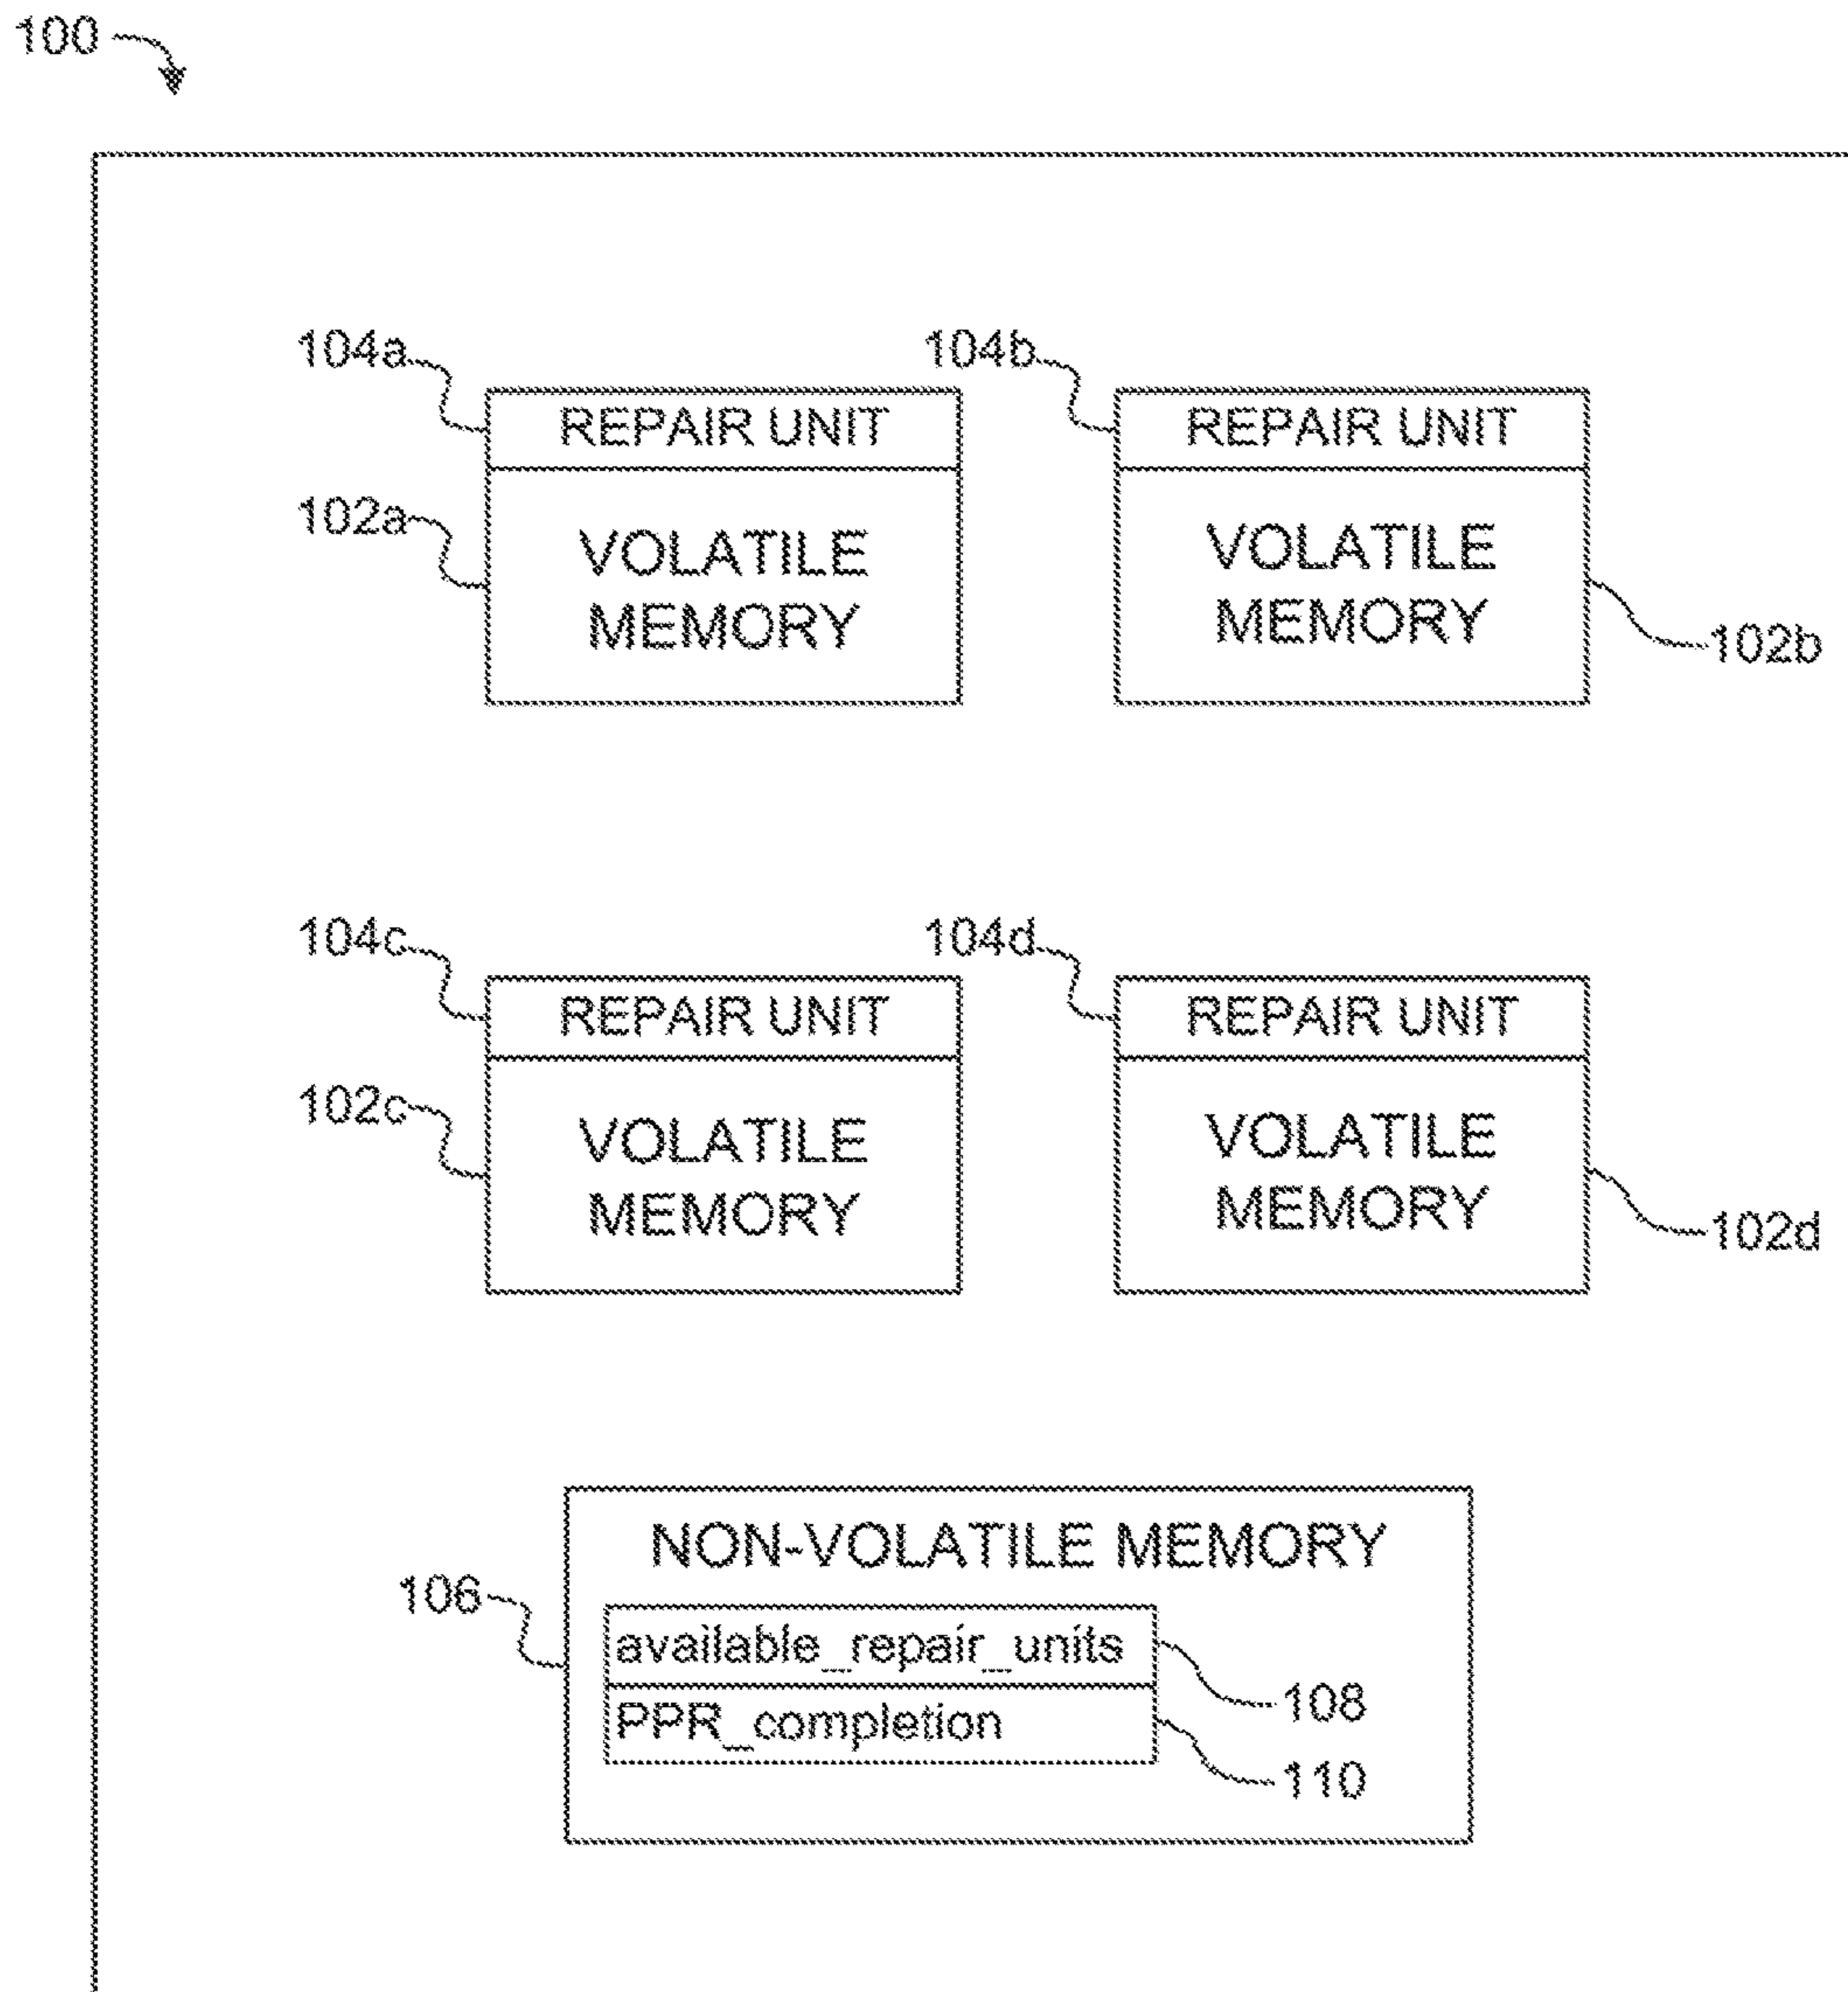 100
104a
104b
REPAIR UNIT
REPAIR UNIT
102a
VOLATILE
MEMORY
VOLATILE
MEMORY
102b
104c
104d
REPAIR UNIT
REPAIR UNIT
102c
VOLATILE
MEMORY
VOLATILE
MEMORY
102d
NON-VOLATILE MEMORY
106
available_repair_units
108
PPR_completion
110